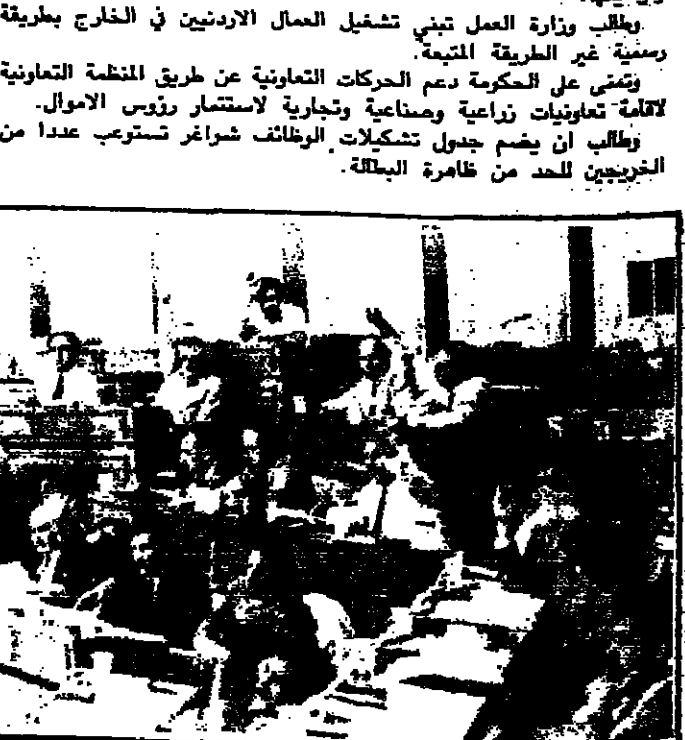 وطالب وزارة العمل تبني تشغيل العمال الاردنيين في الخارج بطريقة
رسمية غير الطريقة المتبعة.
وتمنى على الحكومة دعم الحركات التعاونية عن طريق المنظمة التعاونية
لاقامة تعاونيات زراعية وصناعية وتجارية لاستثمار رؤوس الاموال.
وطالب ان يضم جدول تشكيلات الوظائف شواغر تستوعب عددا من
الخريجين للحد من ظاهرة البطالة.